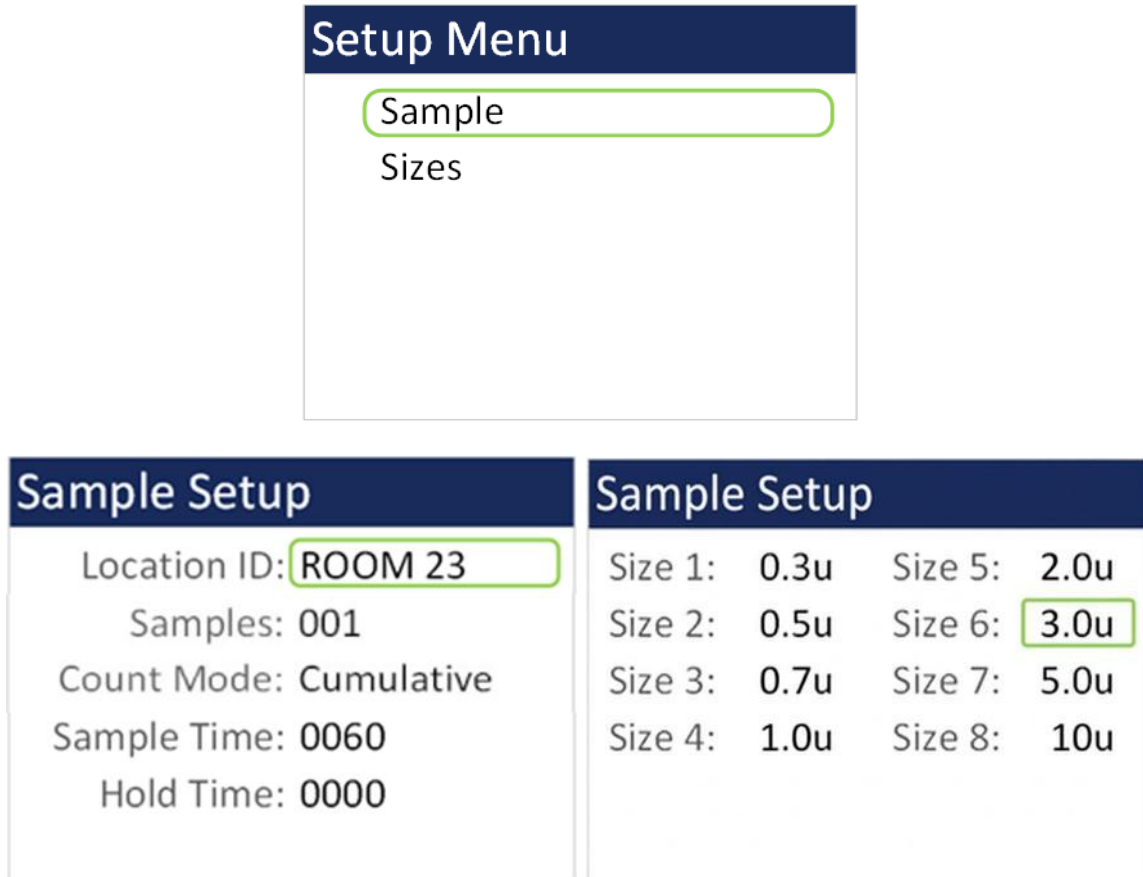 Setup Menu
Sample
Sizes
Sample Setup
Location ID: ROOM 23
Samples: 001
Count Mode: Cumulative
Sample Time: 0060
Hold Time: 0000
Sample Setup
Size 1: 0.3u Size 5: 2.0u
Size 2: 0.5u Size 6: 3.0u
Size 3: 0.7u Size 7: 5.0u
Size 4: 1.0u Size 8: 10u